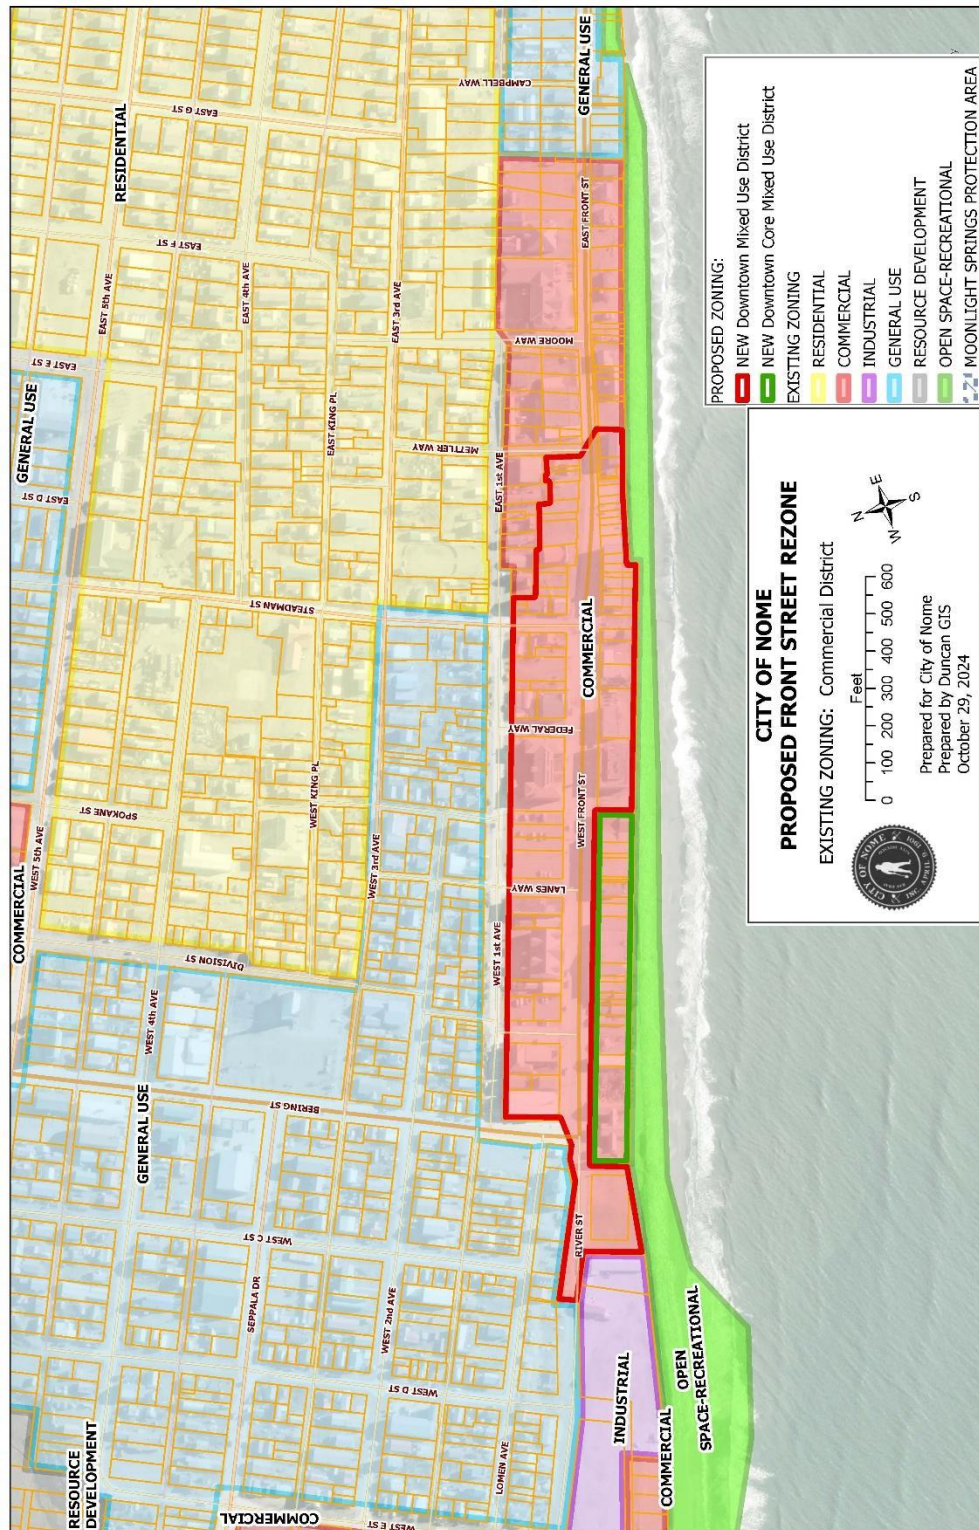 RESIDENTIAL
GENERAL USE
EAST G ST
CAMPBELL WAY
EAST F ST
EAST 5th AVE
EAST 4th AVE
EAST 3rd AVE
EAST FRONT ST
MOORE WAY
EAST E ST
GENERAL USE
EAST D ST
EAST KING PL
METTLER WAY
EAST 1st AVE
STEADMAN ST
COMMERCIAL
FEDERAL WAY
WEST FRONT ST
SPOKANE ST
WEST KING PL
WEST 5th AVE
WEST 3rd AVE
LANES WAY
WEST 1st AVE
COMMERCIAL
DIVISION ST
WEST 4th AVE
BERING ST
GENERAL USE
WEST C ST
SEPPALA DR
WEST 2nd AVE
RIVER ST
WEST D ST
LOMEN AVE
INDUSTRIAL
OPEN
SPACE-RECREATIONAL
COMMERCIAL
RESOURCE
DEVELOPMENT
COMMERCIAL
WEST E ST
CITY OF NOME
PROPOSED FRONT STREET REZONE
EXISTING ZONING: Commercial District
Feet
0 100 200 300 400 500 600
N
E
S
W
CITY OF NOME
Prepared for City of Nome
Prepared by Duncan GIS
October 29, 2024
PROPOSED ZONING:
NEW Downtown Mixed Use District
NEW Downtown Core Mixed Use District
EXISTING ZONING
RESIDENTIAL
COMMERCIAL
INDUSTRIAL
GENERAL USE
RESOURCE DEVELOPMENT
OPEN SPACE-RECREATIONAL
MOONLIGHT SPRINGS PROTECTION AREA